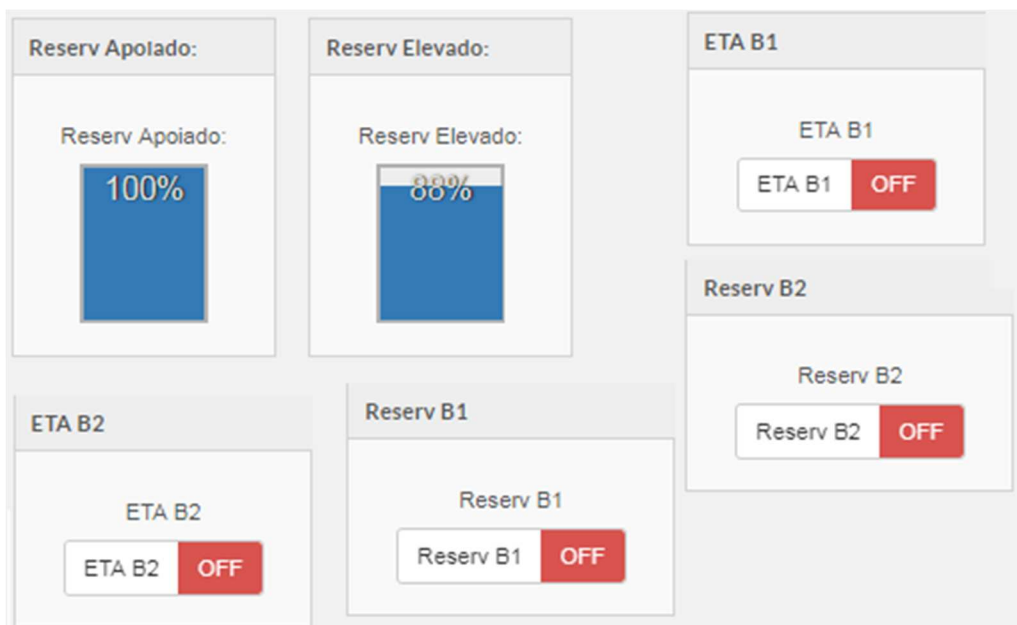 Reserv Apoiado:
Reserv Apoiado:
100%
Reserv Elevado:
Reserv Elevado:
88%
ETA B1
ETA B1
ETA B1 OFF
Reserv B2
Reserv B2
Reserv B2 OFF
ETA B2
ETA B2
ETA B2 OFF
Reserv B1
Reserv B1
Reserv B1 OFF